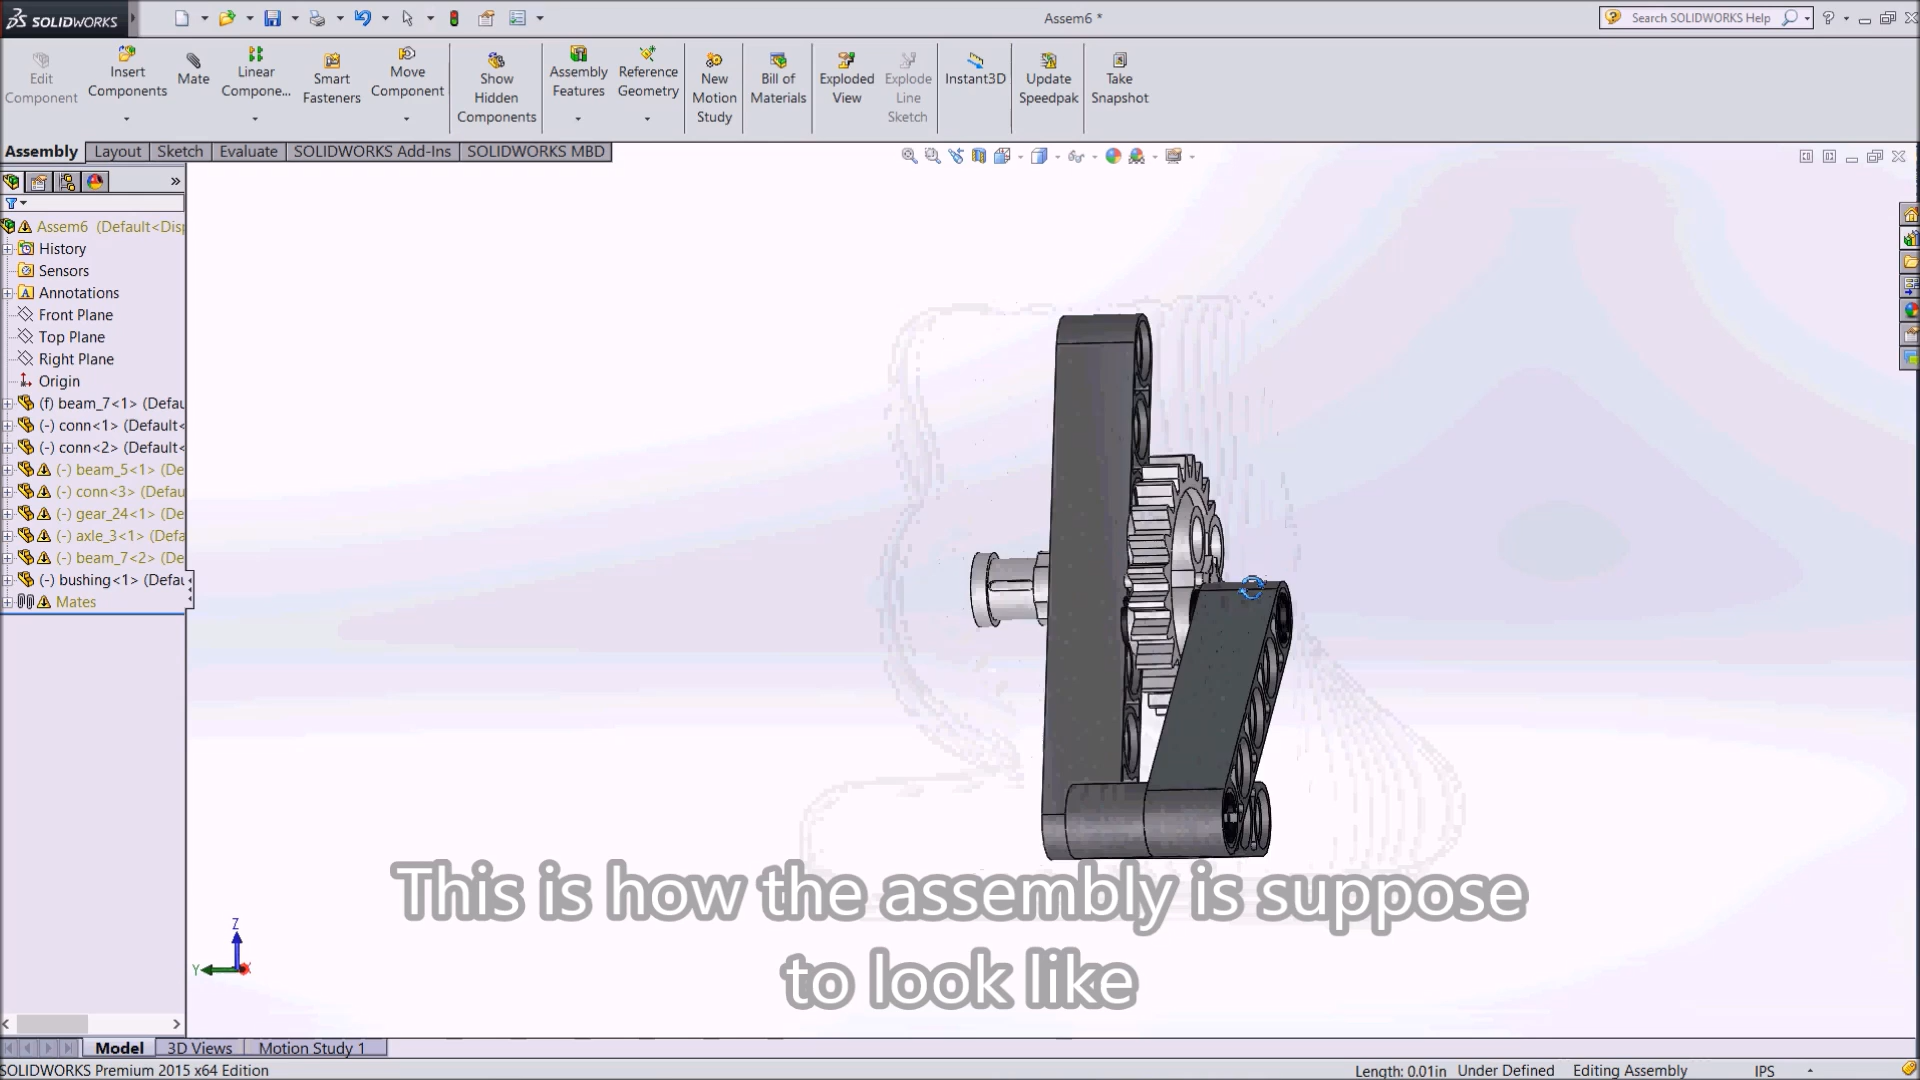 SOLIDWORKS
Assem6 *
Search SOLIDWORKS Help
Edit Component
Insert Components
Mate
Linear Compone...
Smart Fasteners
Move Component
Show Hidden Components
Assembly Features
Reference Geometry
New Motion Study
Bill of Materials
Exploded View
Explode Line Sketch
Instant3D
Update Speedpak
Take Snapshot
Assembly Layout Sketch Evaluate SOLIDWORKS Add-Ins SOLIDWORKS MBD
Assem6 (Default<Disp
History
Sensors
Annotations
Front Plane
Top Plane
Right Plane
Origin
(f) beam_7<1> (Defau
(-) conn<1> (Default<
(-) conn<2> (Default<
(-) beam_5<1> (De
(-) conn<3> (Defau
(-) gear_24<1> (De
(-) axle_3<1> (Defa
(-) beam_7<2> (De
(-) bushing<1> (Defau
Mates
Z
Y
This is how the assembly is suppose
to look like
Model 3D Views Motion Study 1
SOLIDWORKS Premium 2015 x64 Edition
Length: 0.01in Under Defined Editing Assembly IPS